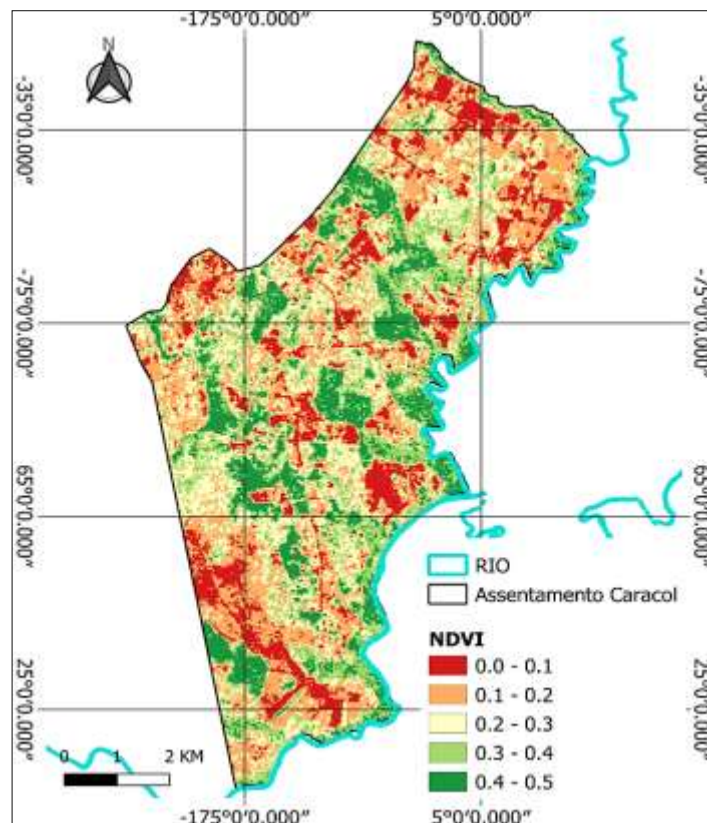 -175°0'0.000" 5°0'0.000"
N
-35°0'0.000" -35°0'0.000"
-75°0'0.000" -75°0'0.000"
65°0'0.000" 65°0'0.000"
RIO
Assentamento Caracol
NDVI
0.0 - 0.1
0.1 - 0.2
25°0'0.000" 25°0'0.000"
0.2 - 0.3
0.3 - 0.4
0 1 2 KM
0.4 - 0.5
-175°0'0.000" 5°0'0.000"